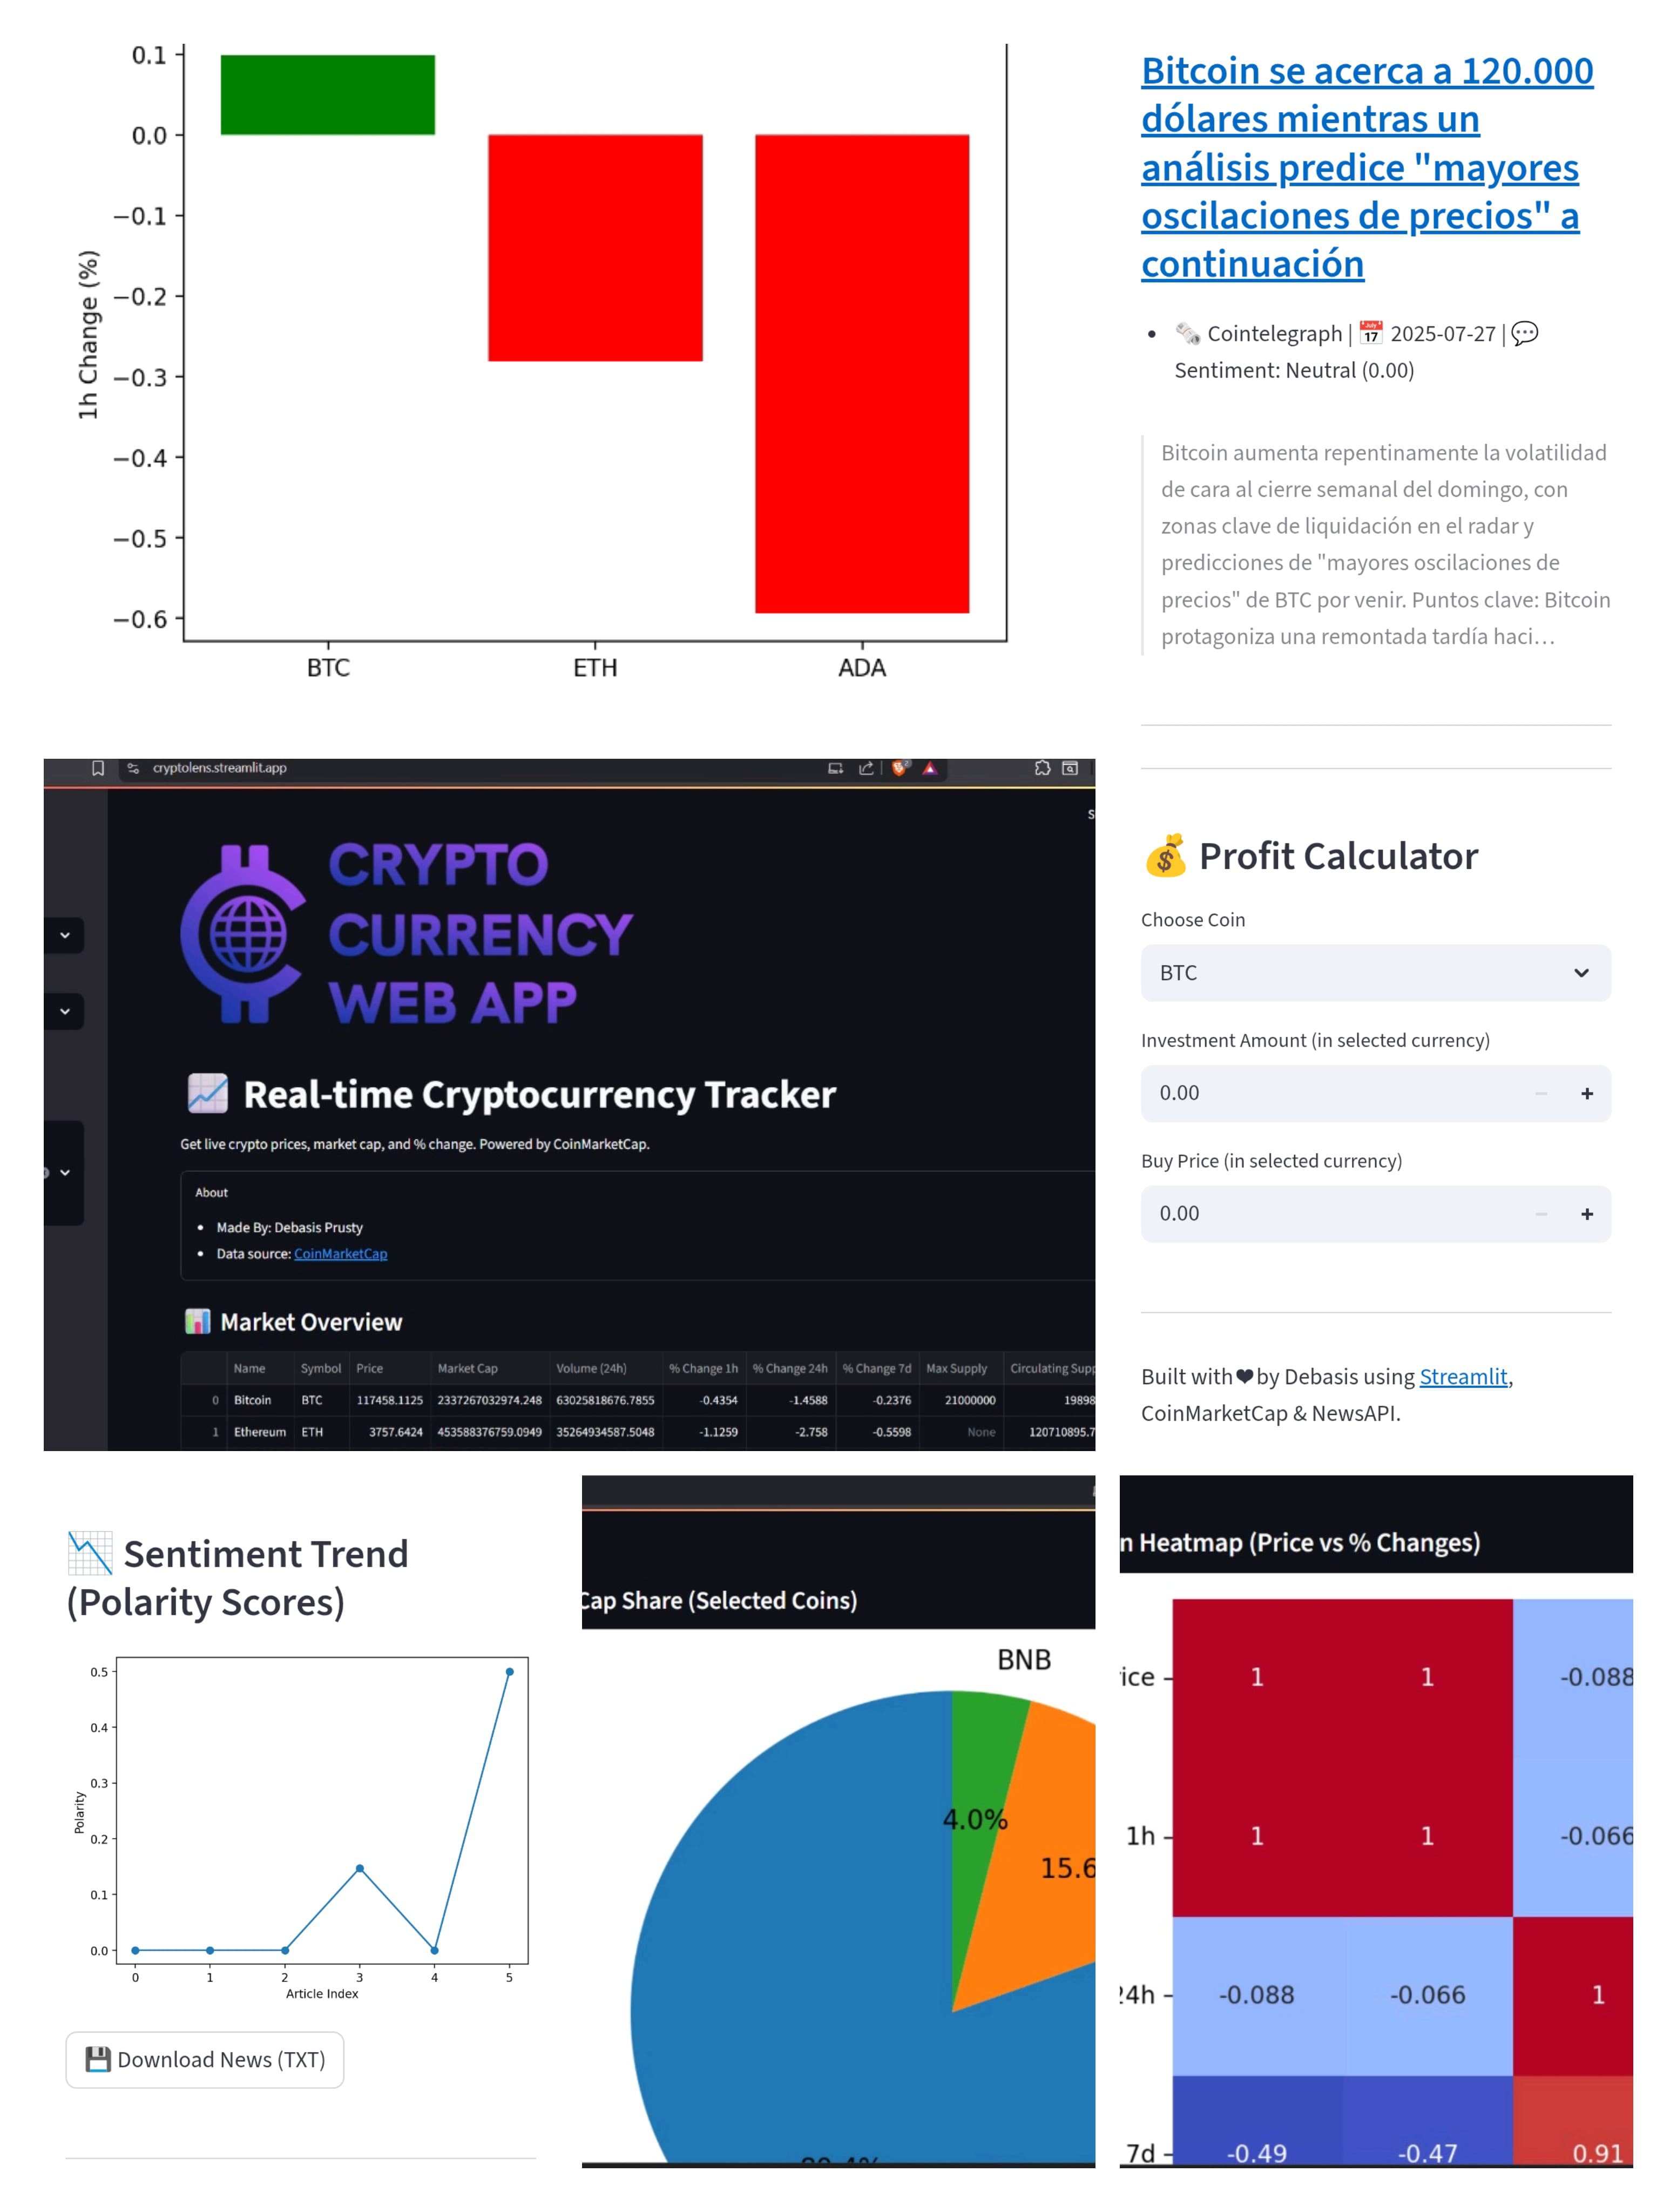 0.1
0.0
−0.1
−0.2
−0.3
−0.4
−0.5
−0.6
1h Change (%)
BTC
ETH
ADA
Bitcoin se acerca a 120.000
dólares mientras un
análisis predice "mayores
oscilaciones de precios" a
continuación
Cointelegraph | 2025-07-27 |
Sentiment: Neutral (0.00)
Bitcoin aumenta repentinamente la volatilidad
de cara al cierre semanal del domingo, con
zonas clave de liquidación en el radar y
predicciones de "mayores oscilaciones de
precios" de BTC por venir. Puntos clave: Bitcoin
protagoniza una remontada tardía haci…
cryptolens.streamlit.app
CRYPTO
CURRENCY
WEB APP
Real-time Cryptocurrency Tracker
Get live crypto prices, market cap, and % change. Powered by CoinMarketCap.
About
Made By: Debasis Prusty
Data source: CoinMarketCap
Market Overview
Name Symbol Price Market Cap Volume (24h) % Change 1h % Change 24h % Change 7d Max Supply Circulating Supp
0 Bitcoin BTC 117458.1125 2337267032974.248 63025818676.7855 -0.4354 -1.4588 -0.2376 21000000 19898
1 Ethereum ETH 3757.6424 453588376759.0949 35264934587.5048 -1.1259 -2.758 -0.5598 None 120710895.7
Profit Calculator
Choose Coin
BTC
Investment Amount (in selected currency)
0.00
Buy Price (in selected currency)
0.00
Built with ❤ by Debasis using Streamlit,
CoinMarketCap & NewsAPI.
Sentiment Trend
(Polarity Scores)
0.5
0.4
0.3
0.2
0.1
0.0
Polarity
0 1 2 3 4 5
Article Index
Download News (TXT)
Cap Share (Selected Coins)
BNB
4.0%
15.6
n Heatmap (Price vs % Changes)
ice 1 1 -0.088
1h 1 1 -0.066
24h -0.088 -0.066 1
7d -0.49 -0.47 0.91